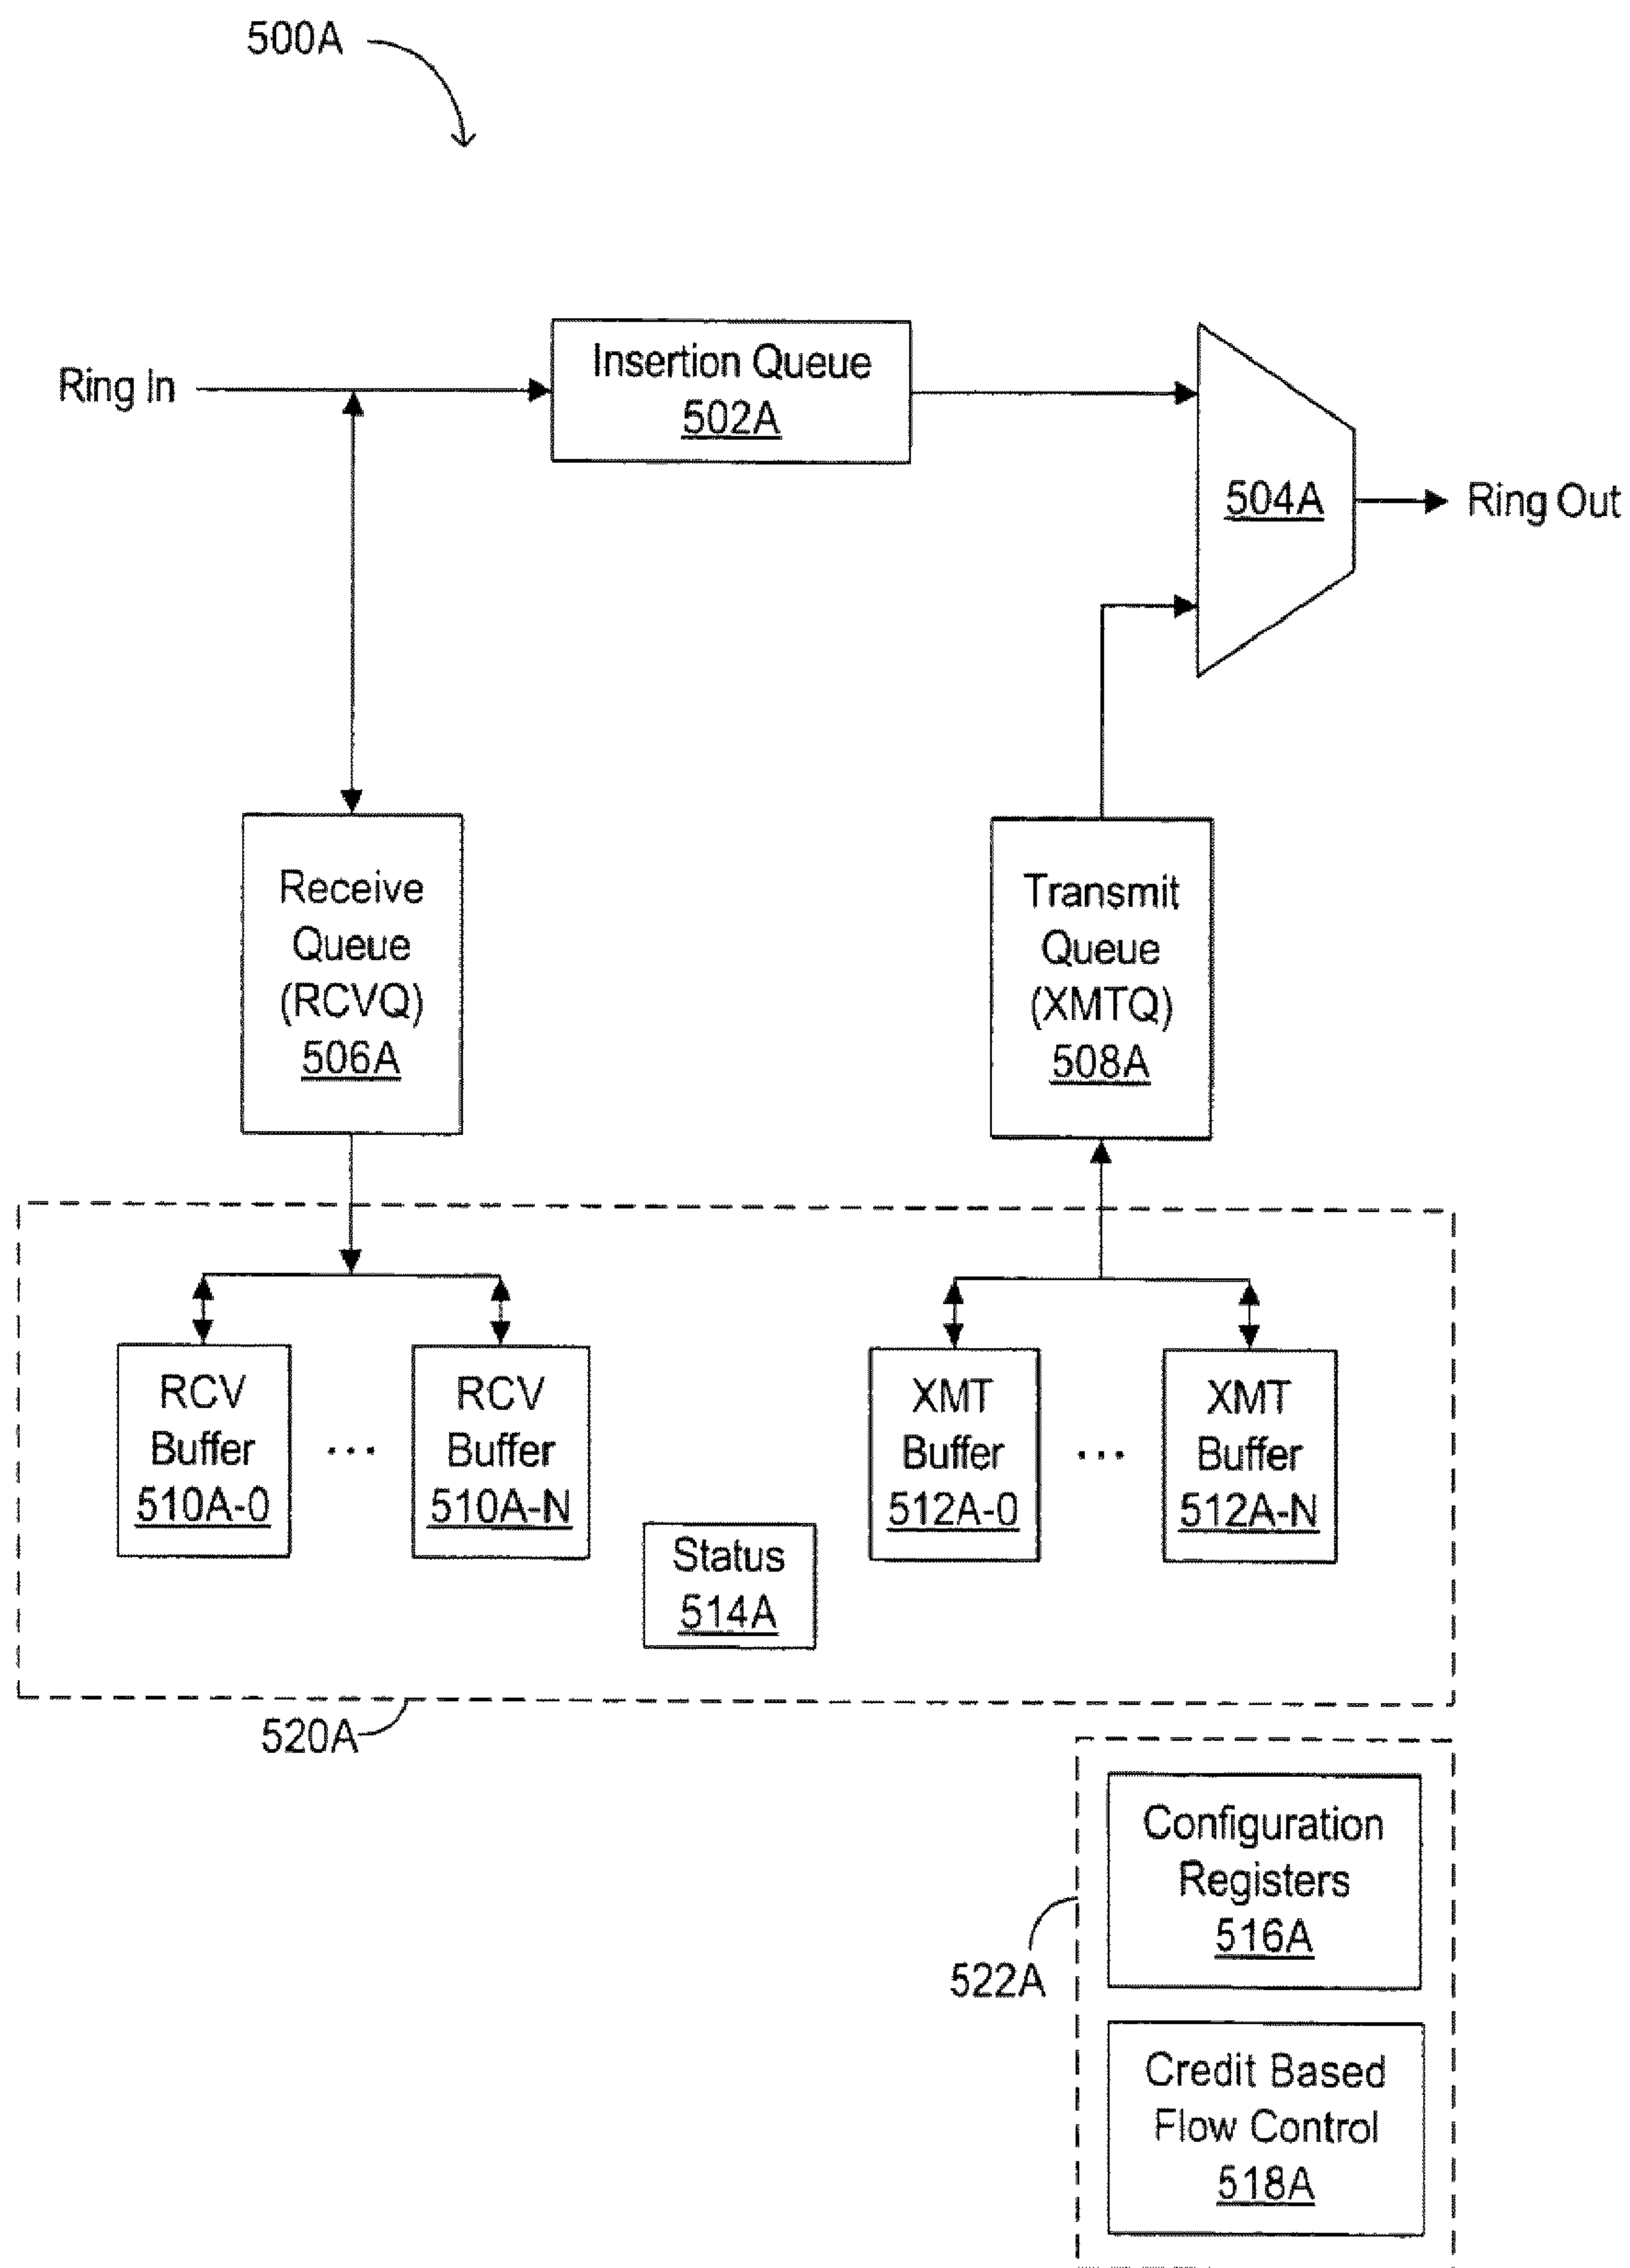 500A
Ring In
Insertion Queue
502A
504A
Ring Out
Receive
Queue
(RCVQ)
506A
Transmit
Queue
(XMTQ)
508A
RCV
Buffer
510A-0
...
RCV
Buffer
510A-N
Status
514A
XMT
Buffer
512A-0
...
XMT
Buffer
512A-N
520A
Configuration
Registers
516A
522A
Credit Based
Flow Control
518A